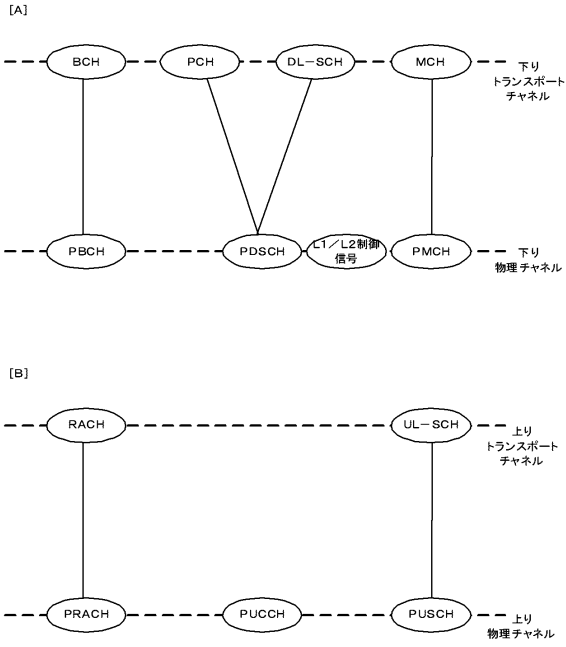 [A]
BCH
PCH
DL－SCH
MCH
下り
トランスポート
チャネル
PBCH
PDSCH
L1／L2制御
信号
PMCH
下り
物理チャネル
[B]
RACH
UL－SCH
上り
トランスポート
チャネル
PRACH
PUCCH
PUSCH
上り
物理チャネル